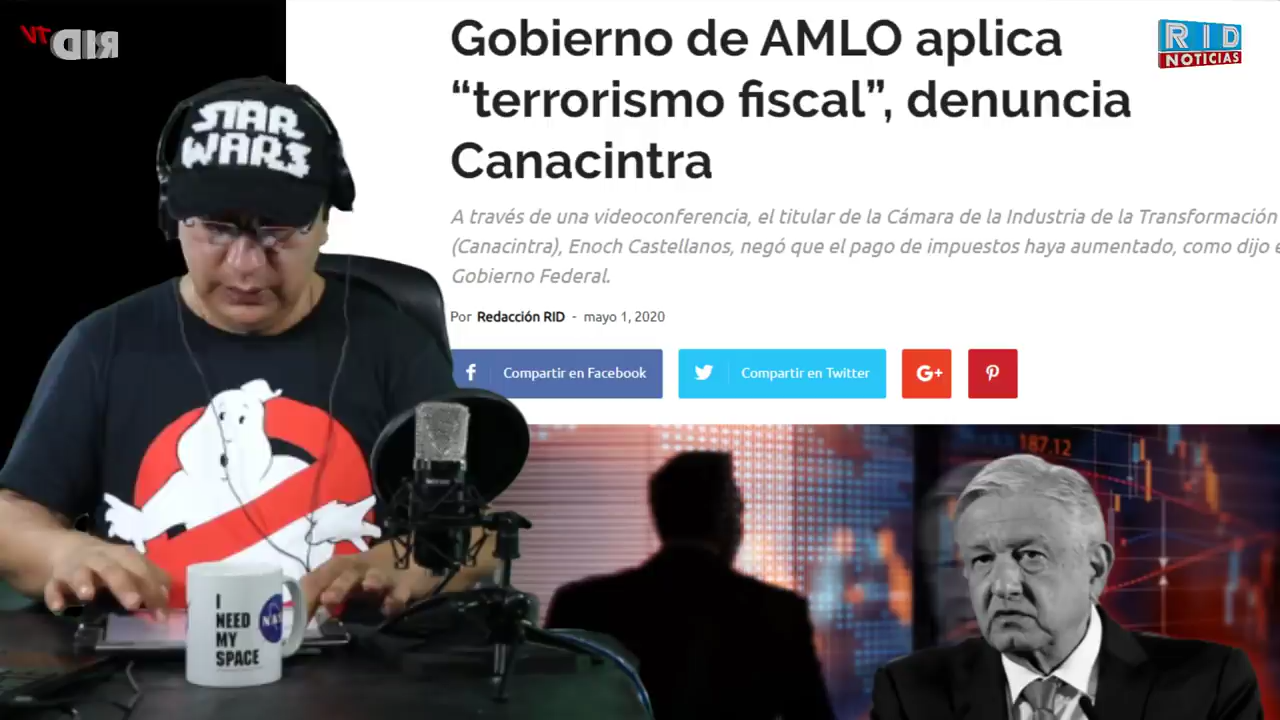 RID TV
RID
NOTICIAS
STAR
WARS
Gobierno de AMLO aplica
“terrorismo fiscal”, denuncia
Canacintra
A través de una videoconferencia, el titular de la Cámara de la Industria de la Transformación
(Canacintra), Enoch Castellanos, negó que el pago de impuestos haya aumentado, como dijo e
Gobierno Federal.
Por Redacción RID - mayo 1, 2020
Compartir en Facebook
Compartir en Twitter
G+
187.12
I
NEED
MY
SPACE
NASA